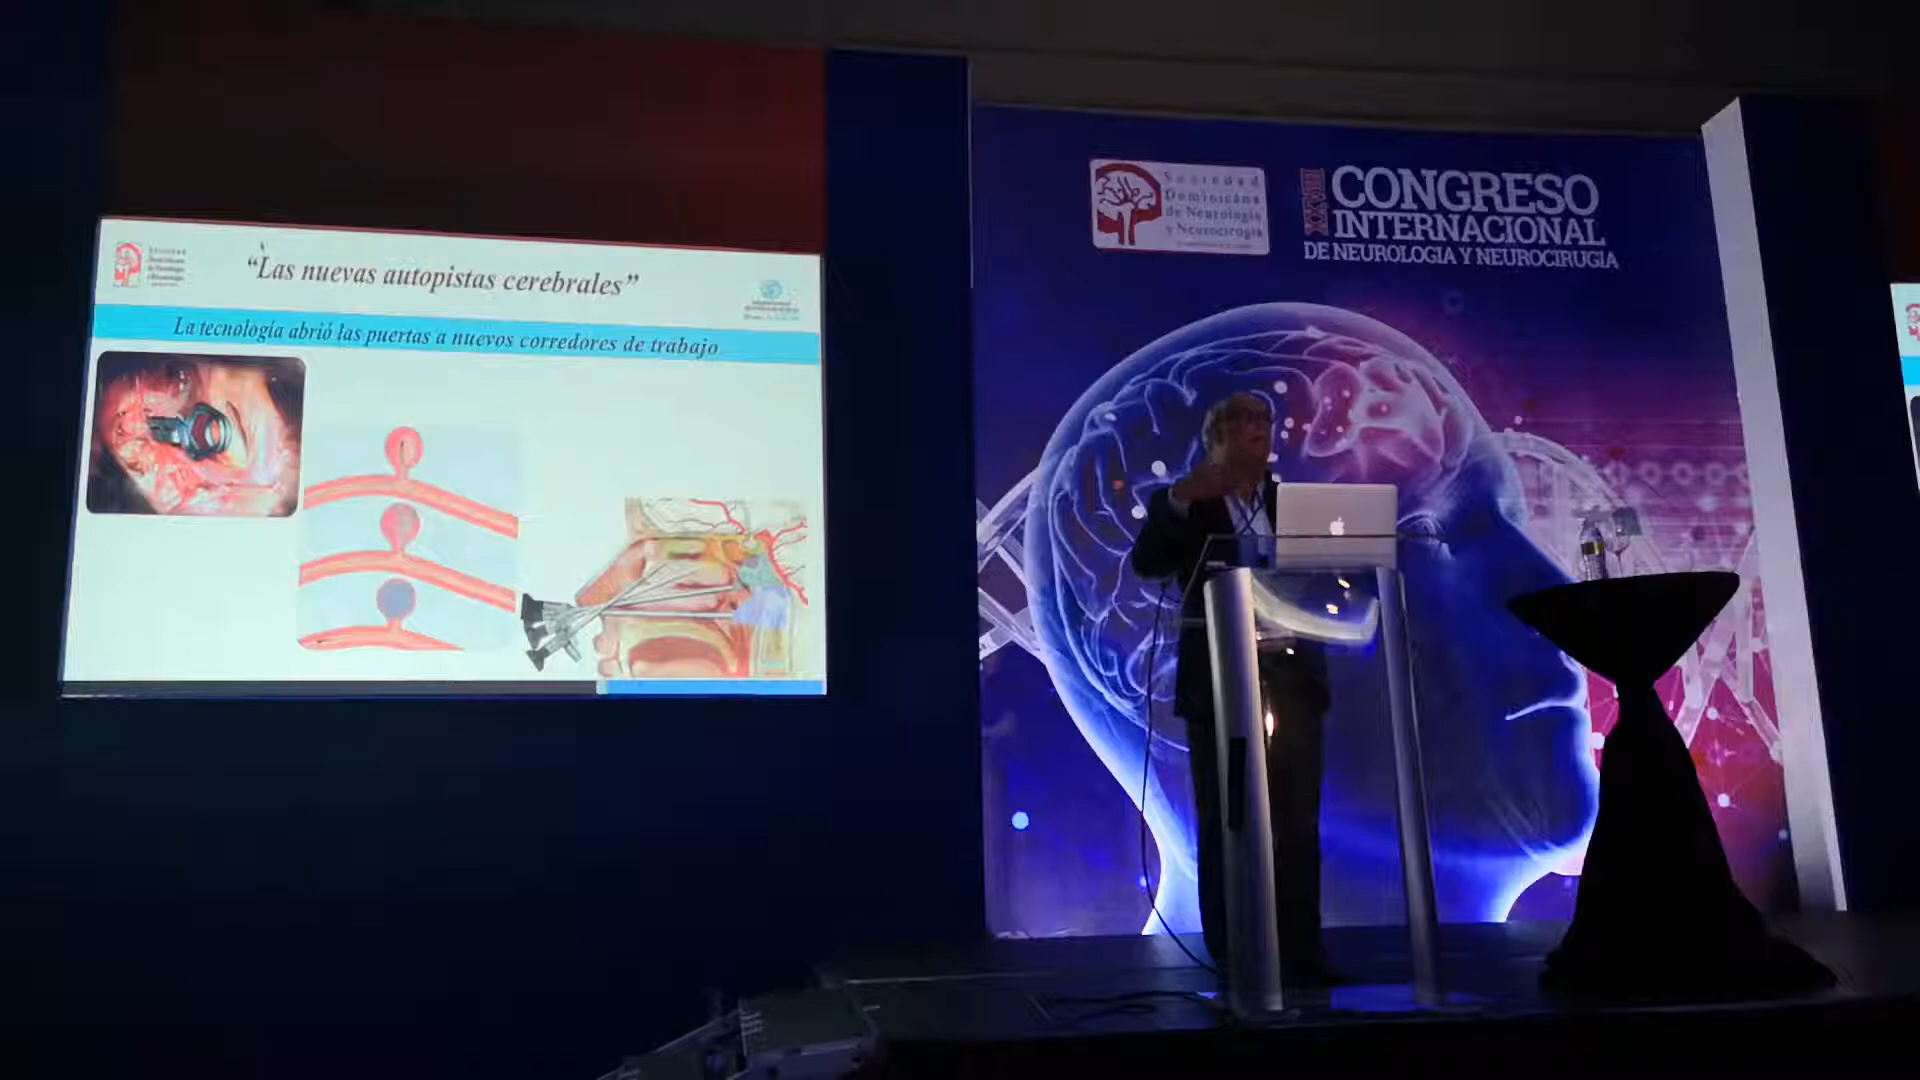 “Las nuevas autopistas cerebrales”
La tecnología abrió las puertas a nuevos corredores de trabajo
Sociedad
Dominicana
de Neurología
y Neurocirugía
XXVIII
CONGRESO
INTERNACIONAL
DE NEUROLOGIA Y NEUROCIRUGIA